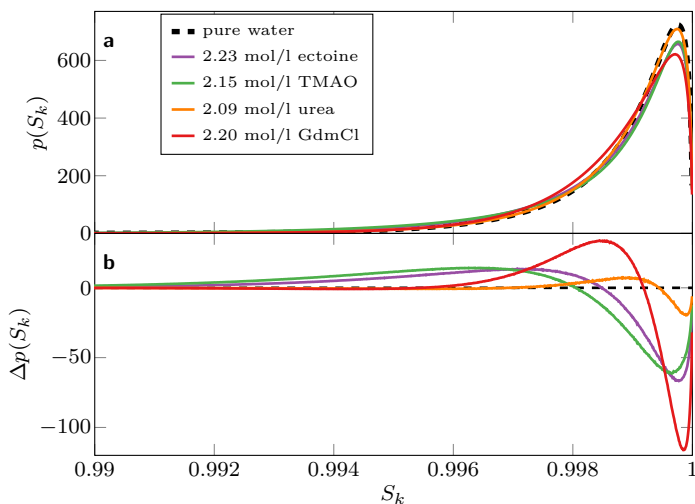 a
pure water
2.23 mol/l ectoine
2.15 mol/l TMAO
2.09 mol/l urea
2.20 mol/l GdmCl
600
400
200
0
p(S_k)
b
0
−50
−100
Δp(S_k)
0.99 0.992 0.994 0.996 0.998 1
S_k